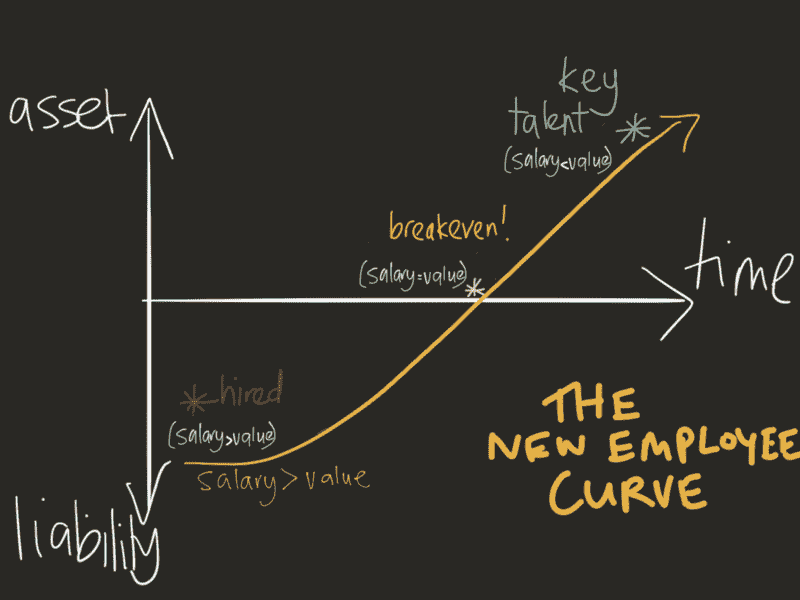 key
talent
(salary<value)
asset
breakeven!
(salary=value)
time
hired
(salary>value)
salary > value
THE
NEW EMPLOYEE
CURVE
liability